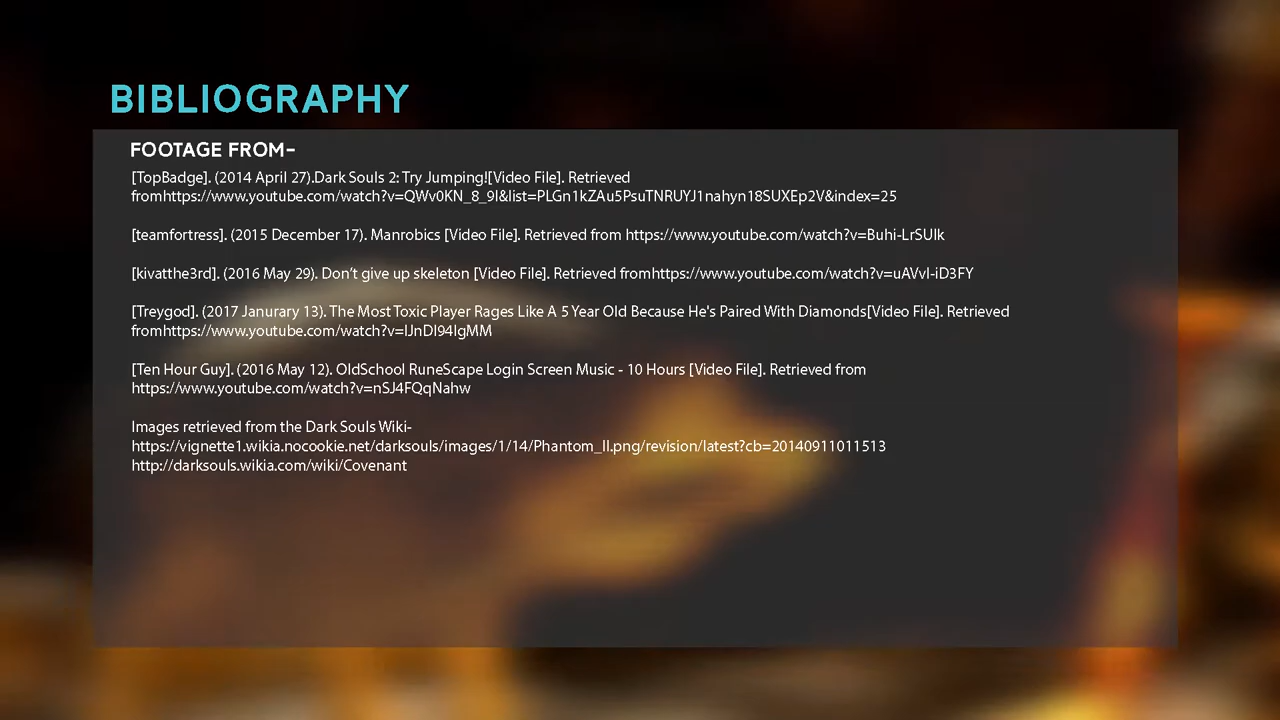 BIBLIOGRAPHY
FOOTAGE FROM-
[TopBadge]. (2014 April 27).Dark Souls 2: Try Jumping![Video File]. Retrieved
fromhttps://www.youtube.com/watch?v=QWv0KN_8_9I&list=PLGn1kZAu5PsuTNRUYJ1nahyn18SUXEp2V&index=25
[teamfortress]. (2015 December 17). Manrobics [Video File]. Retrieved from https://www.youtube.com/watch?v=Buhi-LrSUlk
[kivatthe3rd]. (2016 May 29). Don’t give up skeleton [Video File]. Retrieved fromhttps://www.youtube.com/watch?v=uAVvI-iD3FY
[Treygod]. (2017 Janurary 13). The Most Toxic Player Rages Like A 5 Year Old Because He's Paired With Diamonds[Video File]. Retrieved
fromhttps://www.youtube.com/watch?v=lJnDl94lgMM
[Ten Hour Guy]. (2016 May 12). OldSchool RuneScape Login Screen Music - 10 Hours [Video File]. Retrieved from
https://www.youtube.com/watch?v=nSJ4FQqNahw
Images retrieved from the Dark Souls Wiki-
https://vignette1.wikia.nocookie.net/darksouls/images/1/14/Phantom_II.png/revision/latest?cb=20140911011513
http://darksouls.wikia.com/wiki/Covenant